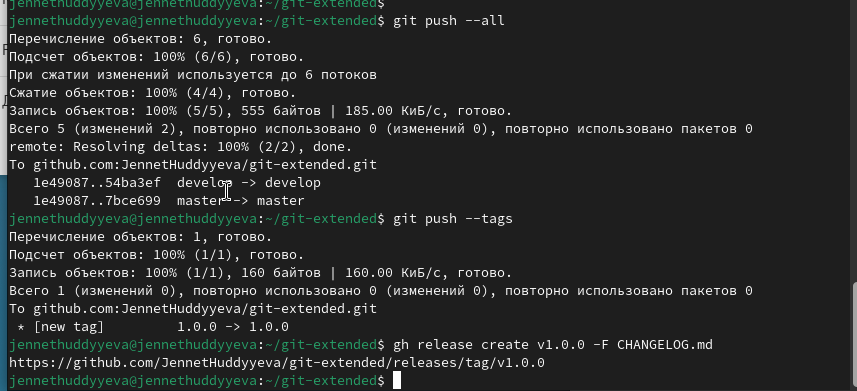 jennethuddyyeva@jennethuddyyeva:~/git-extended$
jennethuddyyeva@jennethuddyyeva:~/git-extended$ git push --all
Перечисление объектов: 6, готово.
Подсчет объектов: 100% (6/6), готово.
При сжатии изменений используется до 6 потоков
Сжатие объектов: 100% (4/4), готово.
Запись объектов: 100% (5/5), 555 байтов | 185.00 КиБ/с, готово.
Всего 5 (изменений 2), повторно использовано 0 (изменений 0), повторно использовано пакетов 0
remote: Resolving deltas: 100% (2/2), done.
To github.com:JennetHuddyyeva/git-extended.git
   1e49087..54ba3ef  develop -> develop
   1e49087..7bce699  master -> master
jennethuddyyeva@jennethuddyyeva:~/git-extended$ git push --tags
Перечисление объектов: 1, готово.
Подсчет объектов: 100% (1/1), готово.
Запись объектов: 100% (1/1), 160 байтов | 160.00 КиБ/с, готово.
Всего 1 (изменений 0), повторно использовано 0 (изменений 0), повторно использовано пакетов 0
To github.com:JennetHuddyyeva/git-extended.git
 * [new tag]         1.0.0 -> 1.0.0
jennethuddyyeva@jennethuddyyeva:~/git-extended$ gh release create v1.0.0 -F CHANGELOG.md
https://github.com/JennetHuddyyeva/git-extended/releases/tag/v1.0.0
jennethuddyyeva@jennethuddyyeva:~/git-extended$